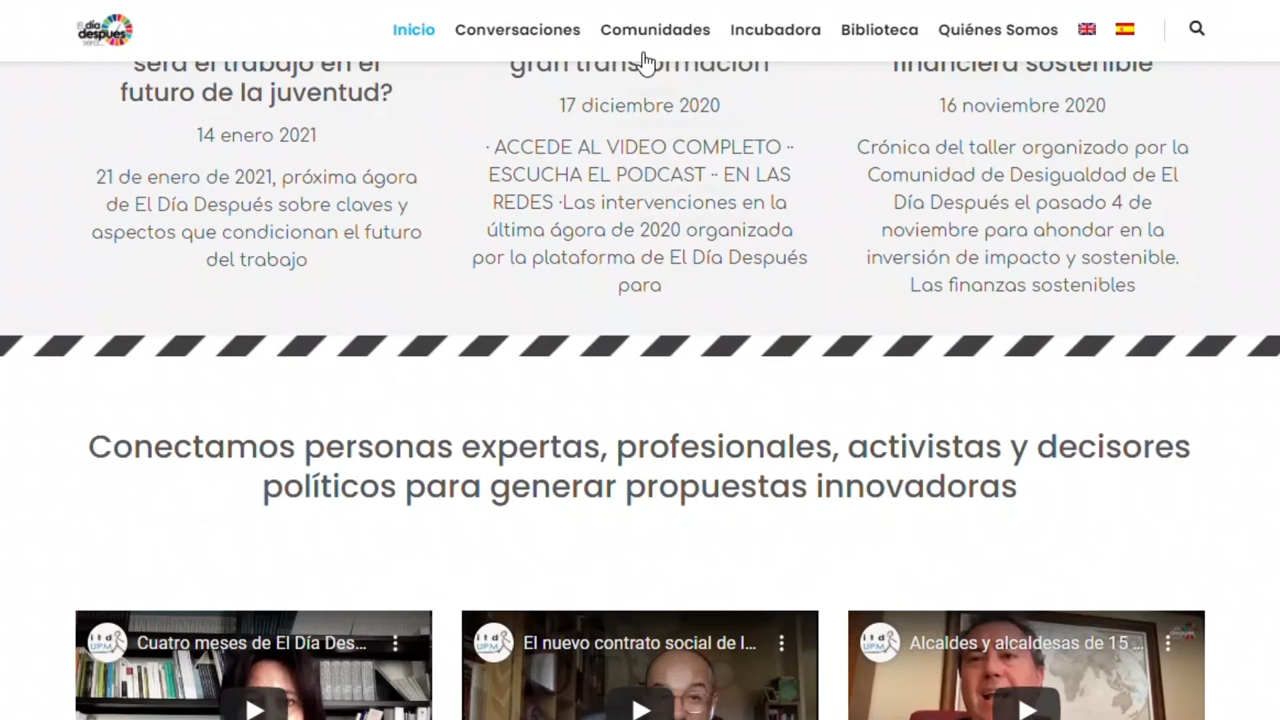 El día después será...
Inicio Conversaciones Comunidades Incubadora Biblioteca Quiénes Somos
será el trabajo en el
futuro de la juventud?
14 enero 2021
21 de enero de 2021, próxima ágora
de El Día Después sobre claves y
aspectos que condicionan el futuro
del trabajo
gran transformación
17 diciembre 2020
· ACCEDE AL VIDEO COMPLETO ··
ESCUCHA EL PODCAST ·· EN LAS
REDES ·Las intervenciones en la
última ágora de 2020 organizada
por la plataforma de El Día Después
para
financiera sostenible
16 noviembre 2020
Crónica del taller organizado por la
Comunidad de Desigualdad de El
Día Después el pasado 4 de
noviembre para ahondar en la
inversión de impacto y sostenible.
Las finanzas sostenibles
Conectamos personas expertas, profesionales, activistas y decisores
políticos para generar propuestas innovadoras
itd UPM Cuatro meses de El Día Des...
itd UPM El nuevo contrato social de l...
itd UPM Alcaldes y alcaldesas de 15 ...